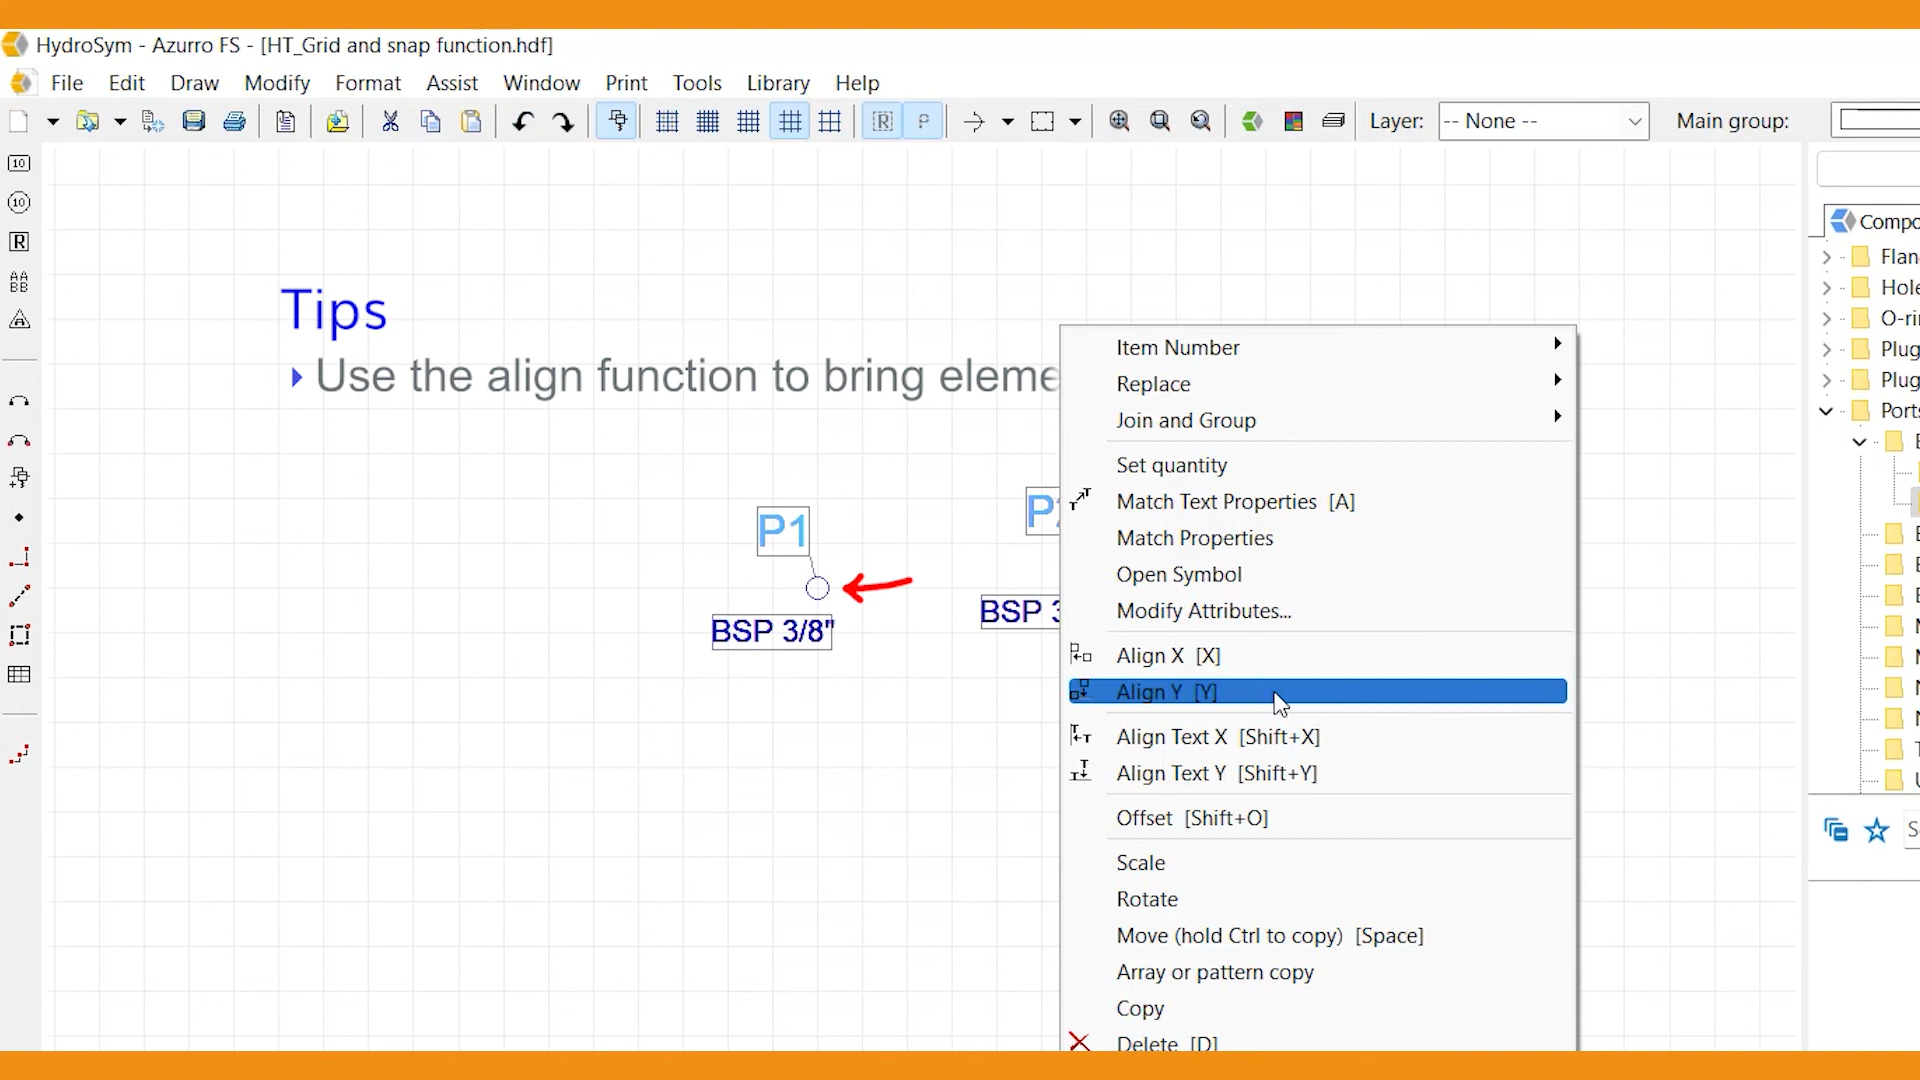 HydroSym - Azurro FS - [HT_Grid and snap function.hdf]
File Edit Draw Modify Format Assist Window Print Tools Library Help
Layer: -- None -- Main group:
Tips
Use the align function to bring eleme
P1
BSP 3/8"
P2
BSP 3
Item Number
Replace
Join and Group
Set quantity
Match Text Properties [A]
Match Properties
Open Symbol
Modify Attributes...
Align X [X]
Align Y [Y]
Align Text X [Shift+X]
Align Text Y [Shift+Y]
Offset [Shift+O]
Scale
Rotate
Move (hold Ctrl to copy) [Space]
Array or pattern copy
Copy
Delete [D]
Compo
Flan
Hole
O-ri
Plug
Plug
Ports